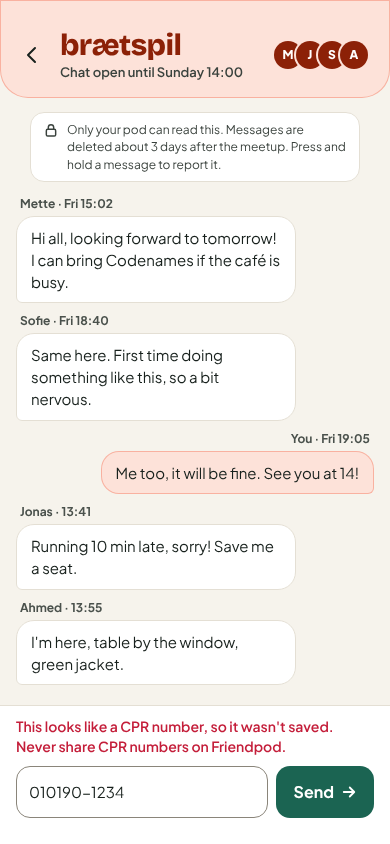 brætspil
Chat open until Sunday 14:00
M J S A
Only your pod can read this. Messages are
deleted about 3 days after the meetup. Press and
hold a message to report it.
Mette · Fri 15:02
Hi all, looking forward to tomorrow!
I can bring Codenames if the café is
busy.
Sofie · Fri 18:40
Same here. First time doing
something like this, so a bit
nervous.
You · Fri 19:05
Me too, it will be fine. See you at 14!
Jonas · 13:41
Running 10 min late, sorry! Save me
a seat.
Ahmed · 13:55
I'm here, table by the window,
green jacket.
This looks like a CPR number, so it wasn't saved.
Never share CPR numbers on Friendpod.
010190-1234
Send →